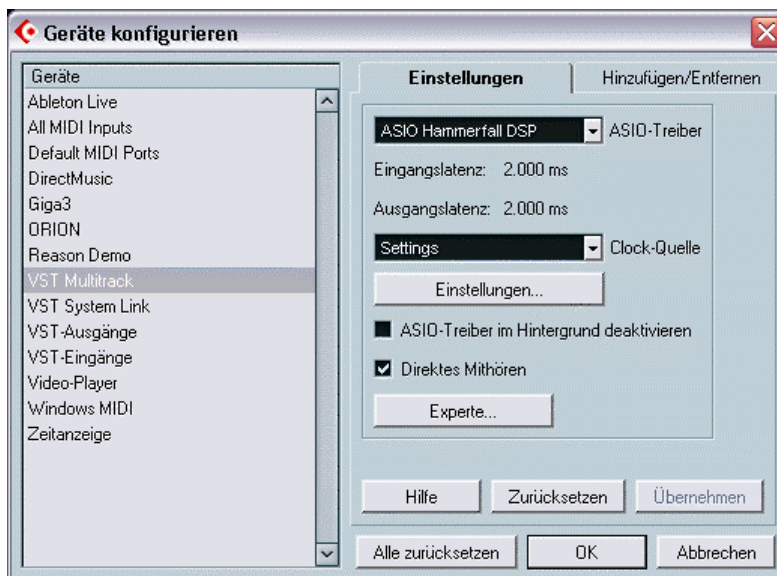 Geräte konfigurieren
Geräte
Ableton Live
All MIDI Inputs
Default MIDI Ports
DirectMusic
Giga3
ORION
Reason Demo
VST Multitrack
VST System Link
VST-Ausgänge
VST-Eingänge
Video-Player
Windows MIDI
Zeitanzeige
Einstellungen
Hinzufügen/Entfernen
ASIO Hammerfall DSP ASIO-Treiber
Eingangslatenz: 2.000 ms
Ausgangslatenz: 2.000 ms
Settings Clock-Quelle
Einstellungen...
ASIO-Treiber im Hintergrund deaktivieren
Direktes Mithören
Experte...
Hilfe Zurücksetzen Übernehmen
Alle zurücksetzen OK Abbrechen